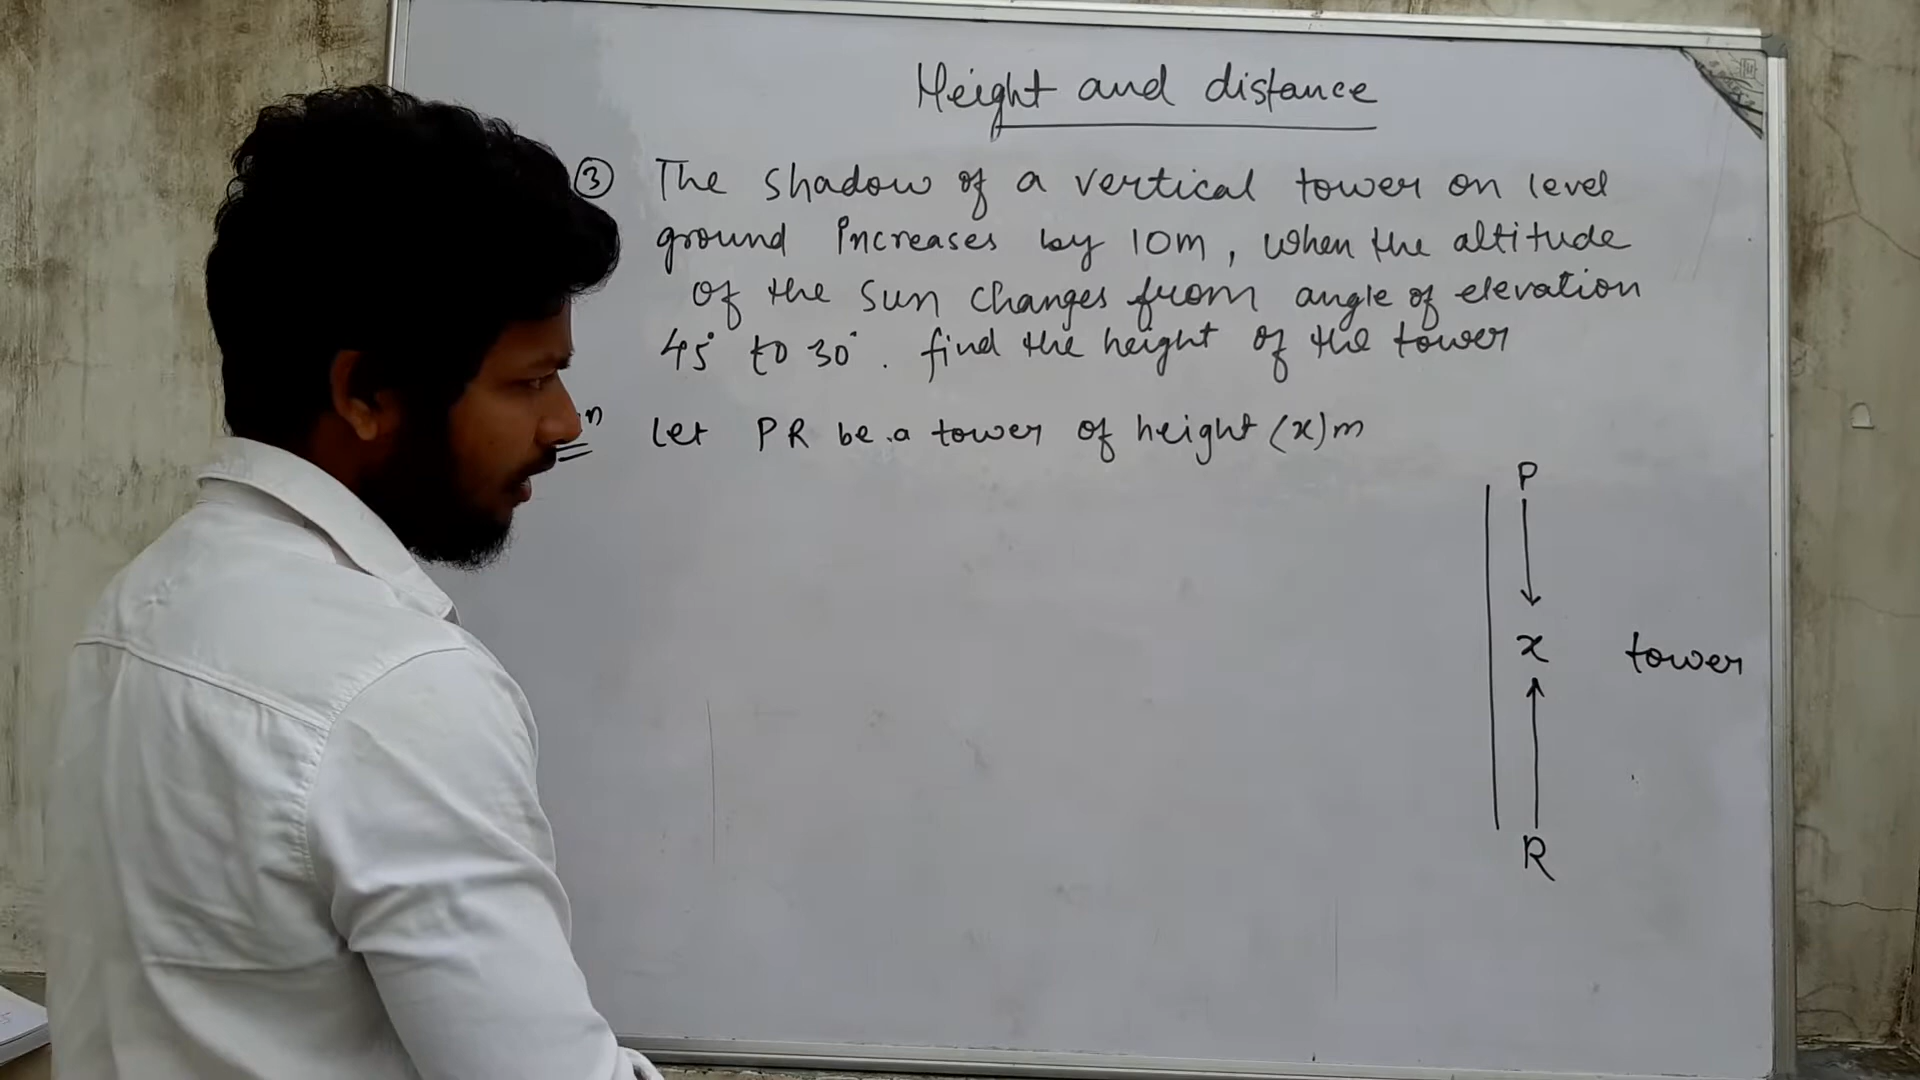 Height and distance
③ The shadow of a vertical tower on level
ground increases by 10m, when the altitude
of the sun changes from angle of elevation
45° to 30°. find the height of the tower
n Let PR be a tower of height (x)m
P
x
tower
R